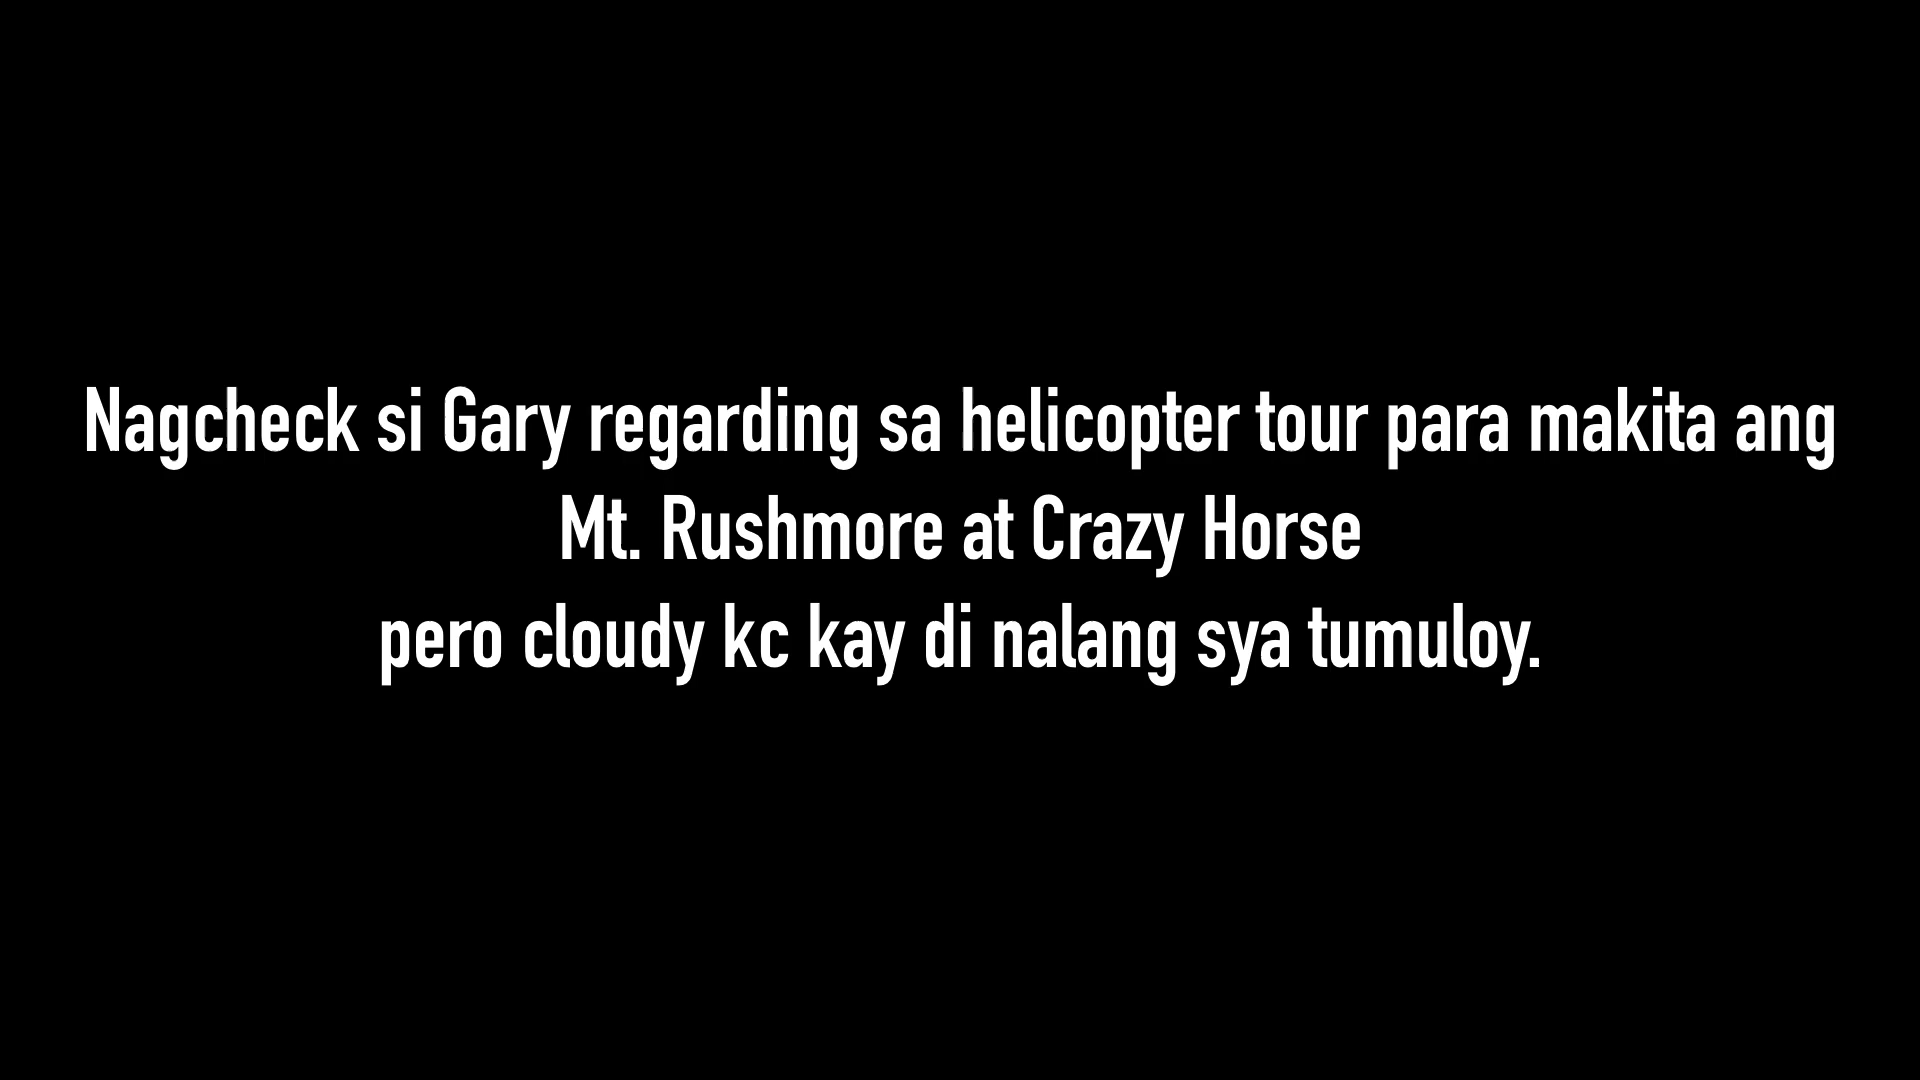 Nagcheck si Gary regarding sa helicopter tour para makita ang
Mt. Rushmore at Crazy Horse
pero cloudy kc kay di nalang sya tumuloy.